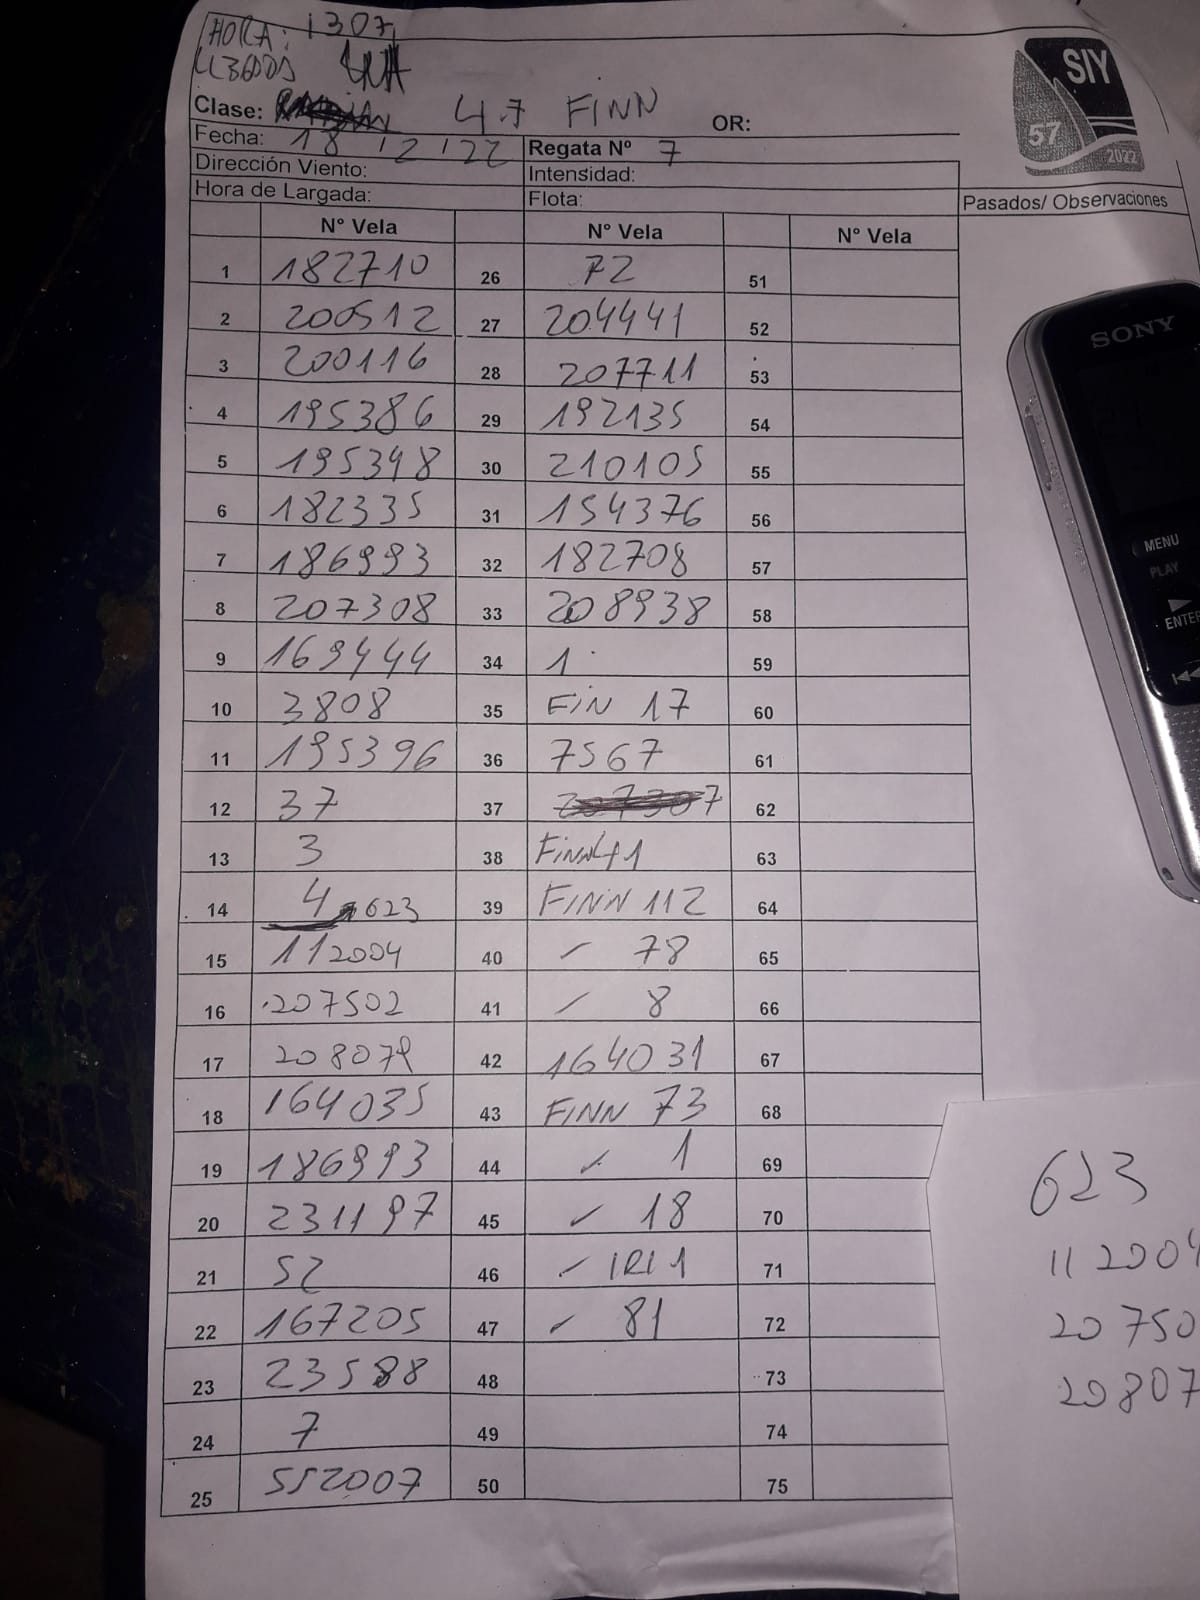 HORA: 1307
Clase: 4.7 FINN OR:
Fecha: 18 12 22 Regata Nº 7
Dirección Viento: Intensidad:
Hora de Largada: Flota: Pasados/ Observaciones
SIY
57
2022
N° Vela N° Vela N° Vela
1 182710 26 72 51
2 200512 27 204441 52
3 200116 28 207711 53
4 195386 29 192135 54
5 195398 30 210105 55
6 182335 31 154376 56
7 186993 32 182708 57
8 207308 33 208938 58
9 169444 34 1 59
10 3808 35 FIN 17 60
11 195396 36 7567 61
12 37 37 207307 62
13 3 38 FINN 41 63
14 4 623 39 FINN 112 64
15 112004 40 - 78 65
16 207502 41 - 8 66
17 208079 42 164031 67
18 164035 43 FINN 73 68
19 186993 44 - 1 69
20 231197 45 - 18 70
21 52 46 - IRI 1 71
22 167205 47 - 81 72
23 23588 48 73
24 7 49 74
25 552007 50 75
SONY
MENU
PLAY
ENTER
623
112004
20750
20807